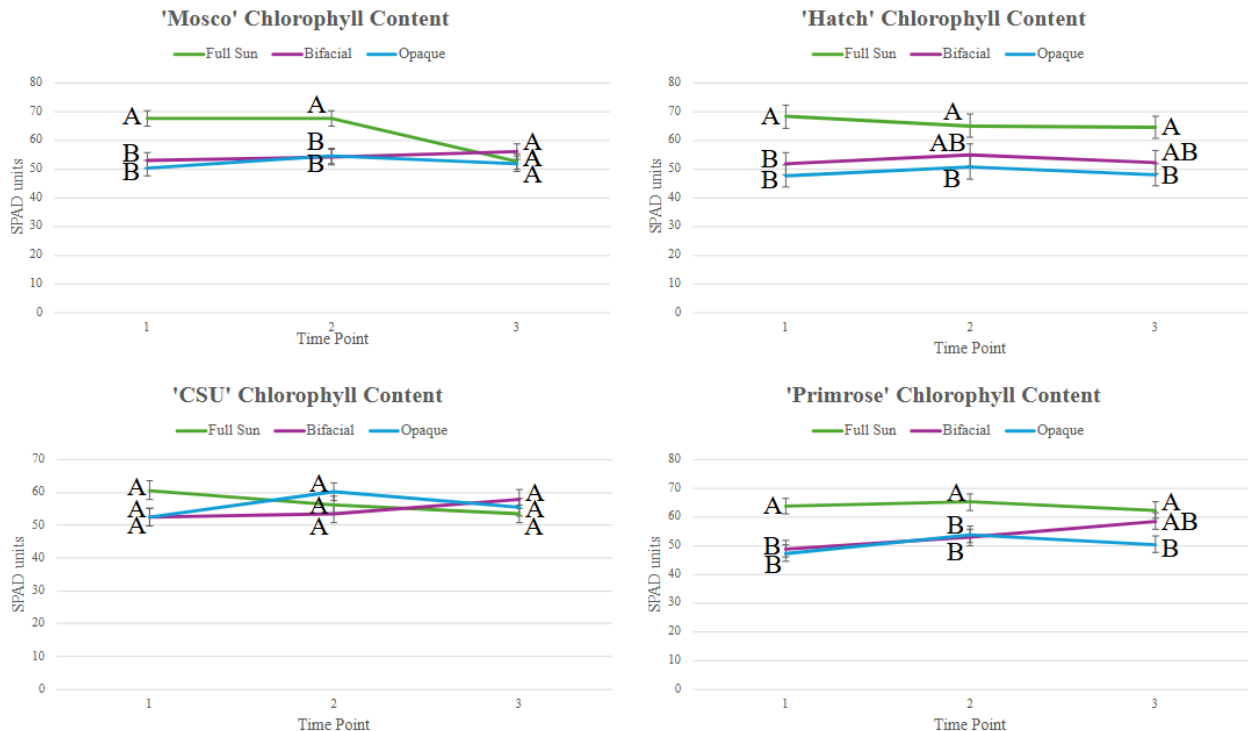 'Mosco' Chlorophyll Content
Full Sun Bifacial Opaque
SPAD units
80
70
60
50
40
30
20
10
0
A
B
B
A
B
B
A
A
A
1 2 3
Time Point
'Hatch' Chlorophyll Content
Full Sun Bifacial Opaque
SPAD units
80
70
60
50
40
30
20
10
0
A
B
B
A
AB
B
A
AB
B
1 2 3
Time Point
'CSU' Chlorophyll Content
Full Sun Bifacial Opaque
SPAD units
70
60
50
40
30
20
10
0
A
A
A
A
A
A
A
A
A
1 2 3
Time Point
'Primrose' Chlorophyll Content
Full Sun Bifacial Opaque
SPAD units
80
70
60
50
40
30
20
10
0
A
B
B
A
B
B
A
AB
B
1 2 3
Time Point